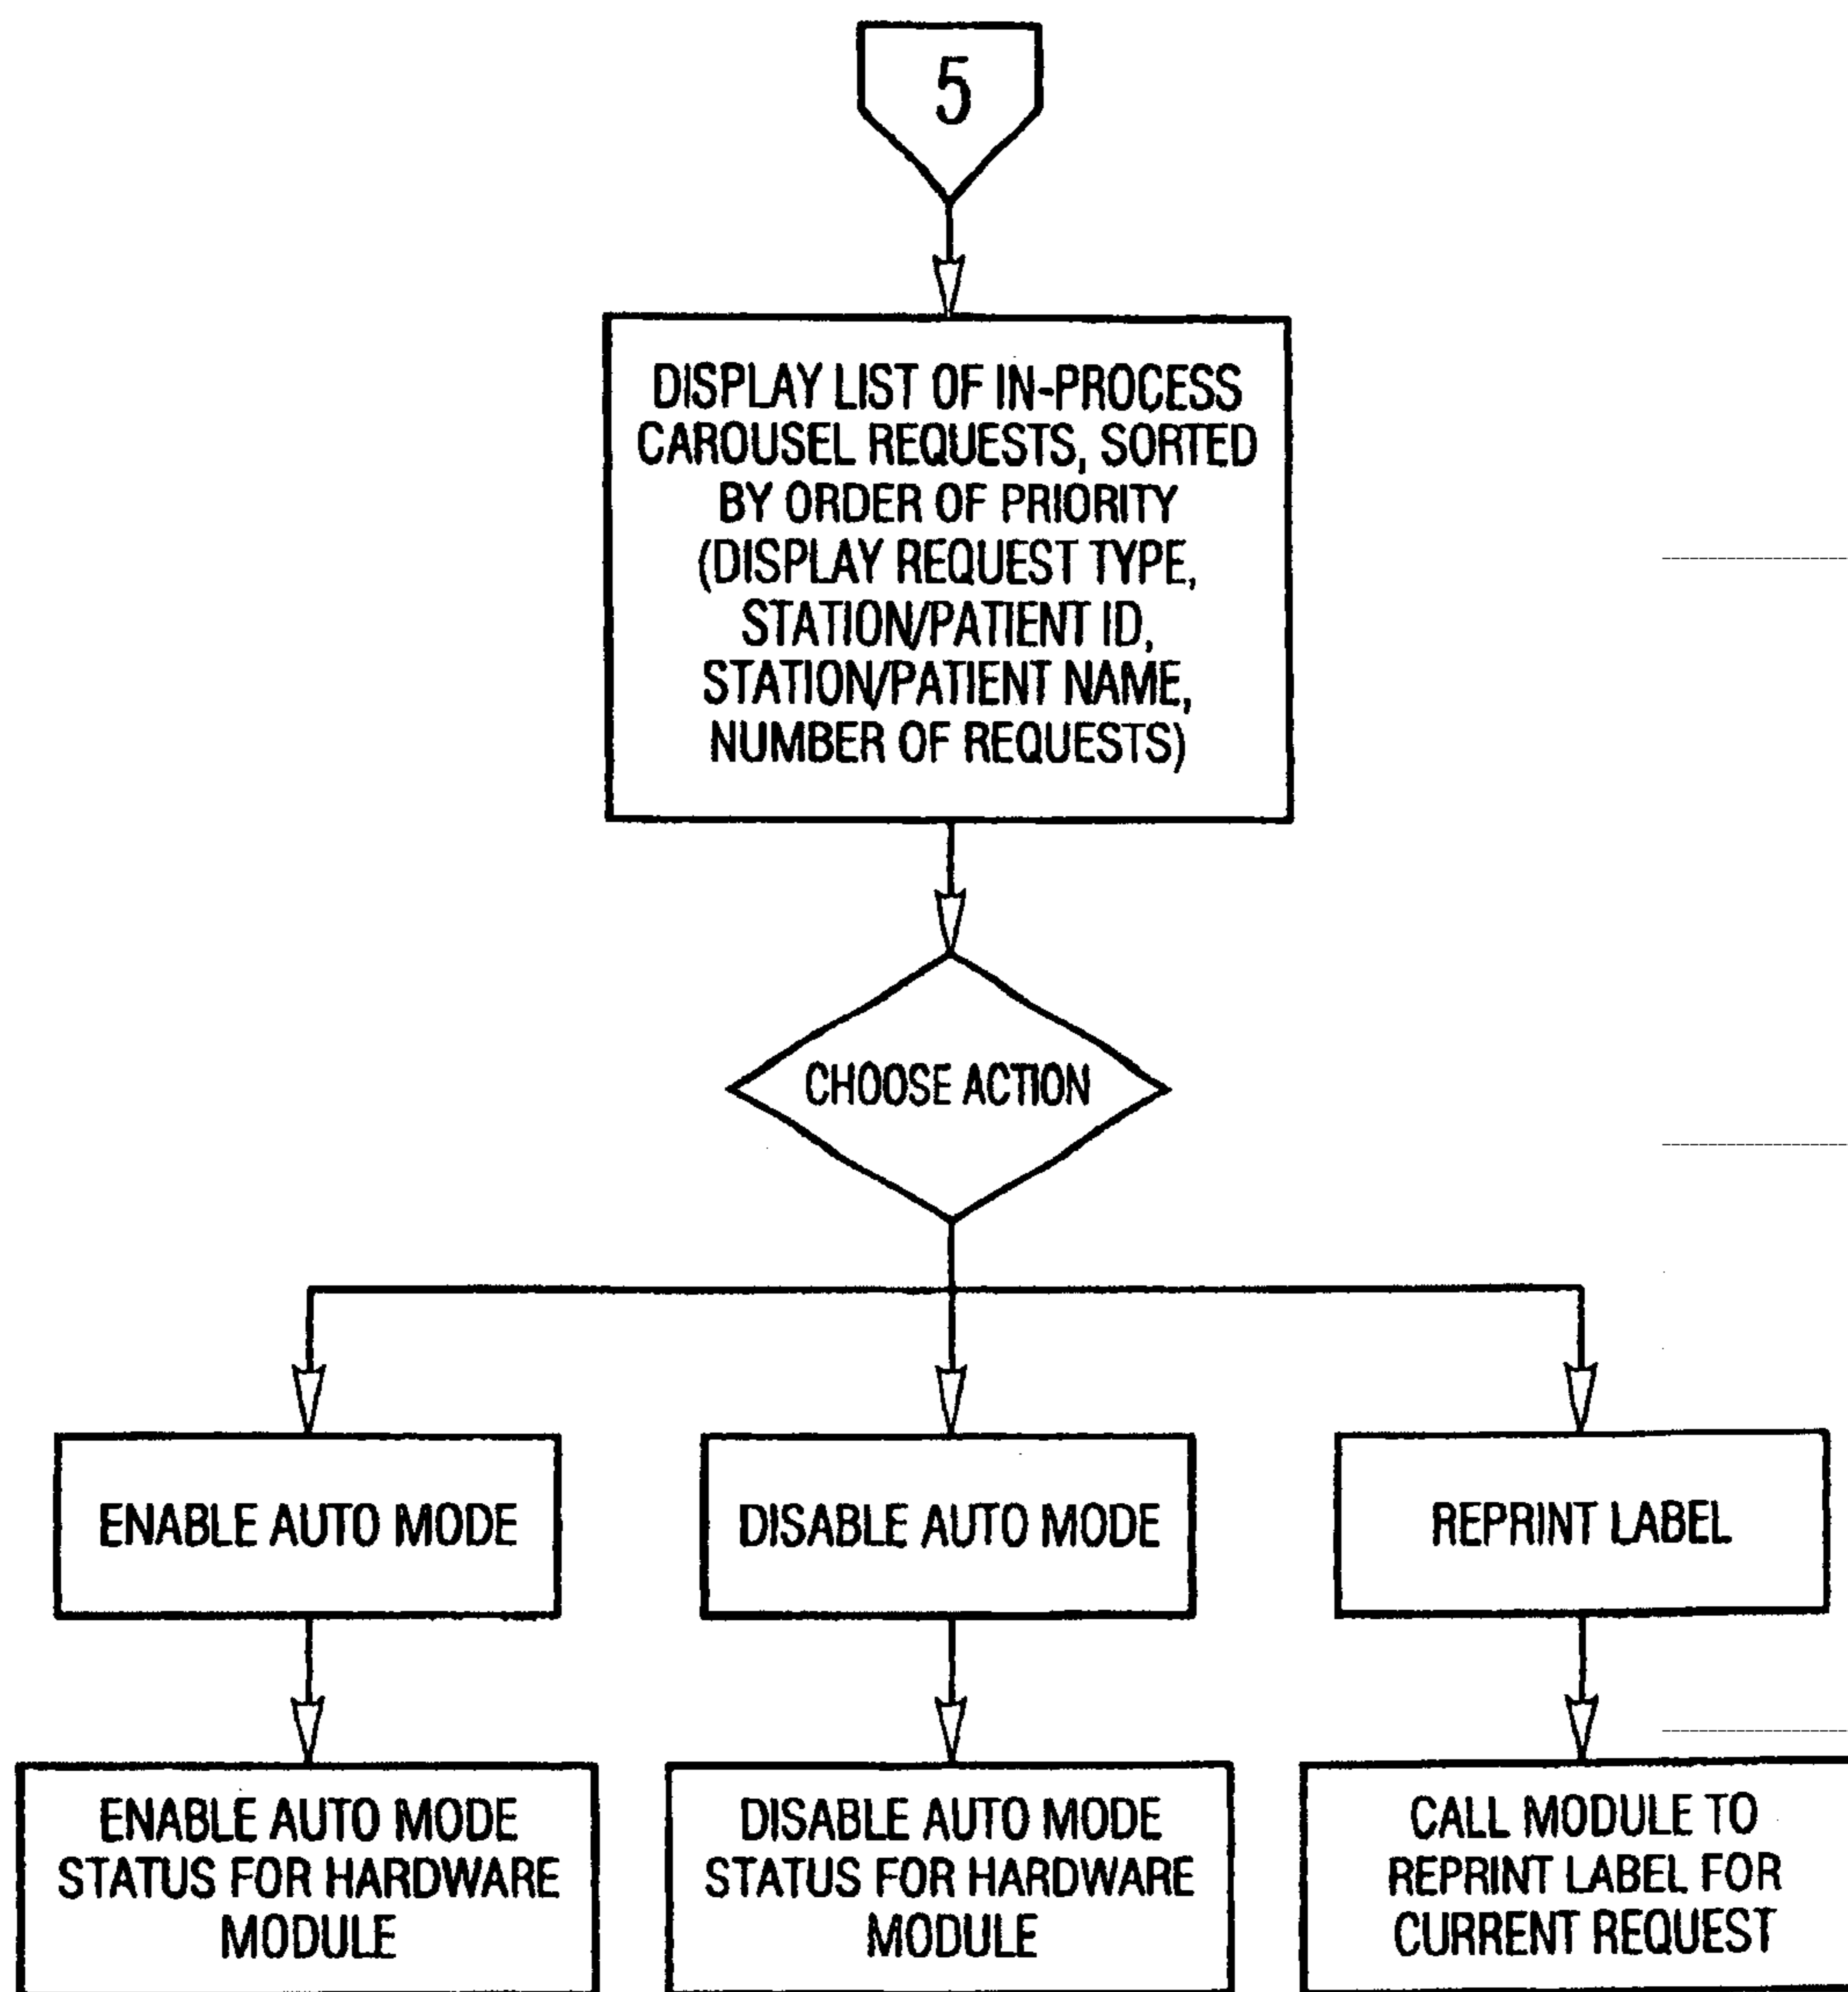 5
DISPLAY LIST OF IN-PROCESS
CAROUSEL REQUESTS, SORTED
BY ORDER OF PRIORITY
(DISPLAY REQUEST TYPE,
STATION/PATIENT ID,
STATION/PATIENT NAME,
NUMBER OF REQUESTS)
CHOOSE ACTION
ENABLE AUTO MODE
DISABLE AUTO MODE
REPRINT LABEL
ENABLE AUTO MODE
STATUS FOR HARDWARE
MODULE
DISABLE AUTO MODE
STATUS FOR HARDWARE
MODULE
CALL MODULE TO
REPRINT LABEL FOR
CURRENT REQUEST